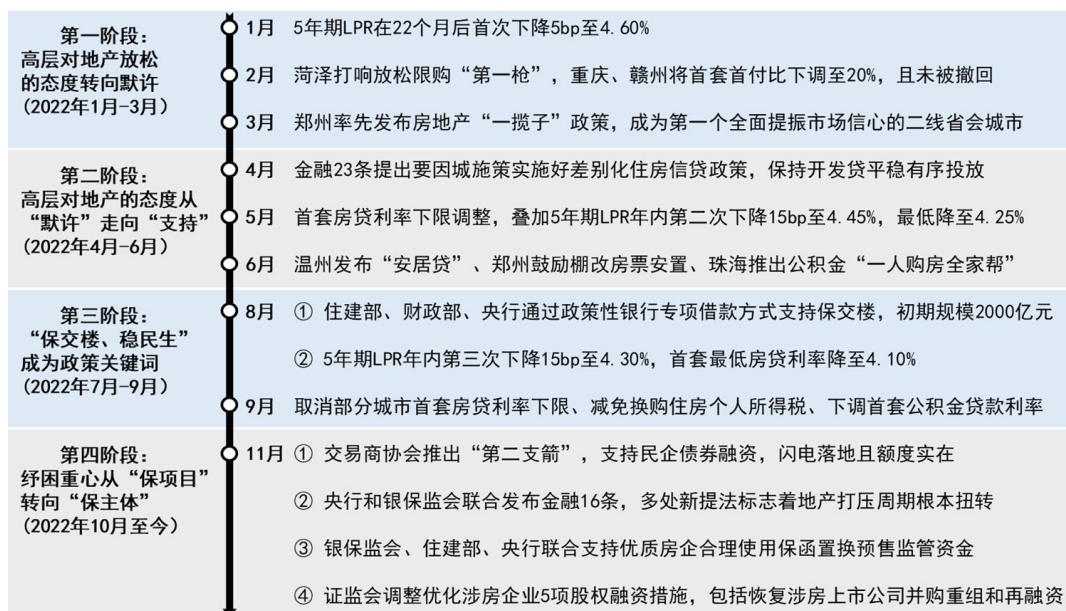 第一阶段：
高层对地产放松
的态度转向默许
(2022年1月-3月)
1月 5年期LPR在22个月后首次下降5bp至4.60%
2月 菏泽打响放松限购“第一枪”，重庆、赣州将首套首付比下调至20%，且未被撤回
3月 郑州率先发布房地产“一揽子”政策，成为第一个全面提振市场信心的二线省会城市
第二阶段：
高层对地产的态度从
“默许”走向“支持”
(2022年4月-6月)
4月 金融23条提出要因城施策实施好差别化住房信贷政策，保持开发贷平稳有序投放
5月 首套房贷利率下限调整，叠加5年期LPR年内第二次下降15bp至4.45%，最低降至4.25%
6月 温州发布“安居贷”、郑州鼓励棚改房票安置、珠海推出公积金“一人购房全家帮”
第三阶段：
“保交楼、稳民生”
成为政策关键词
(2022年7月-9月)
8月 ① 住建部、财政部、央行通过政策性银行专项借款方式支持保交楼，初期规模2000亿元
② 5年期LPR年内第三次下降15bp至4.30%，首套最低房贷利率降至4.10%
9月 取消部分城市首套房贷利率下限、减免换购住房个人所得税、下调首套公积金贷款利率
第四阶段：
纾困重心从“保项目”
转向“保主体”
(2022年10月至今)
11月 ① 交易商协会推出“第二支箭”，支持民企债券融资，闪电落地且额度实在
② 央行和银保监会联合发布金融16条，多处新提法标志着地产打压周期根本扭转
③ 银保监会、住建部、央行联合支持优质房企合理使用保函置换预售监管资金
④ 证监会调整优化涉房企业5项股权融资措施，包括恢复涉房上市公司并购重组和再融资